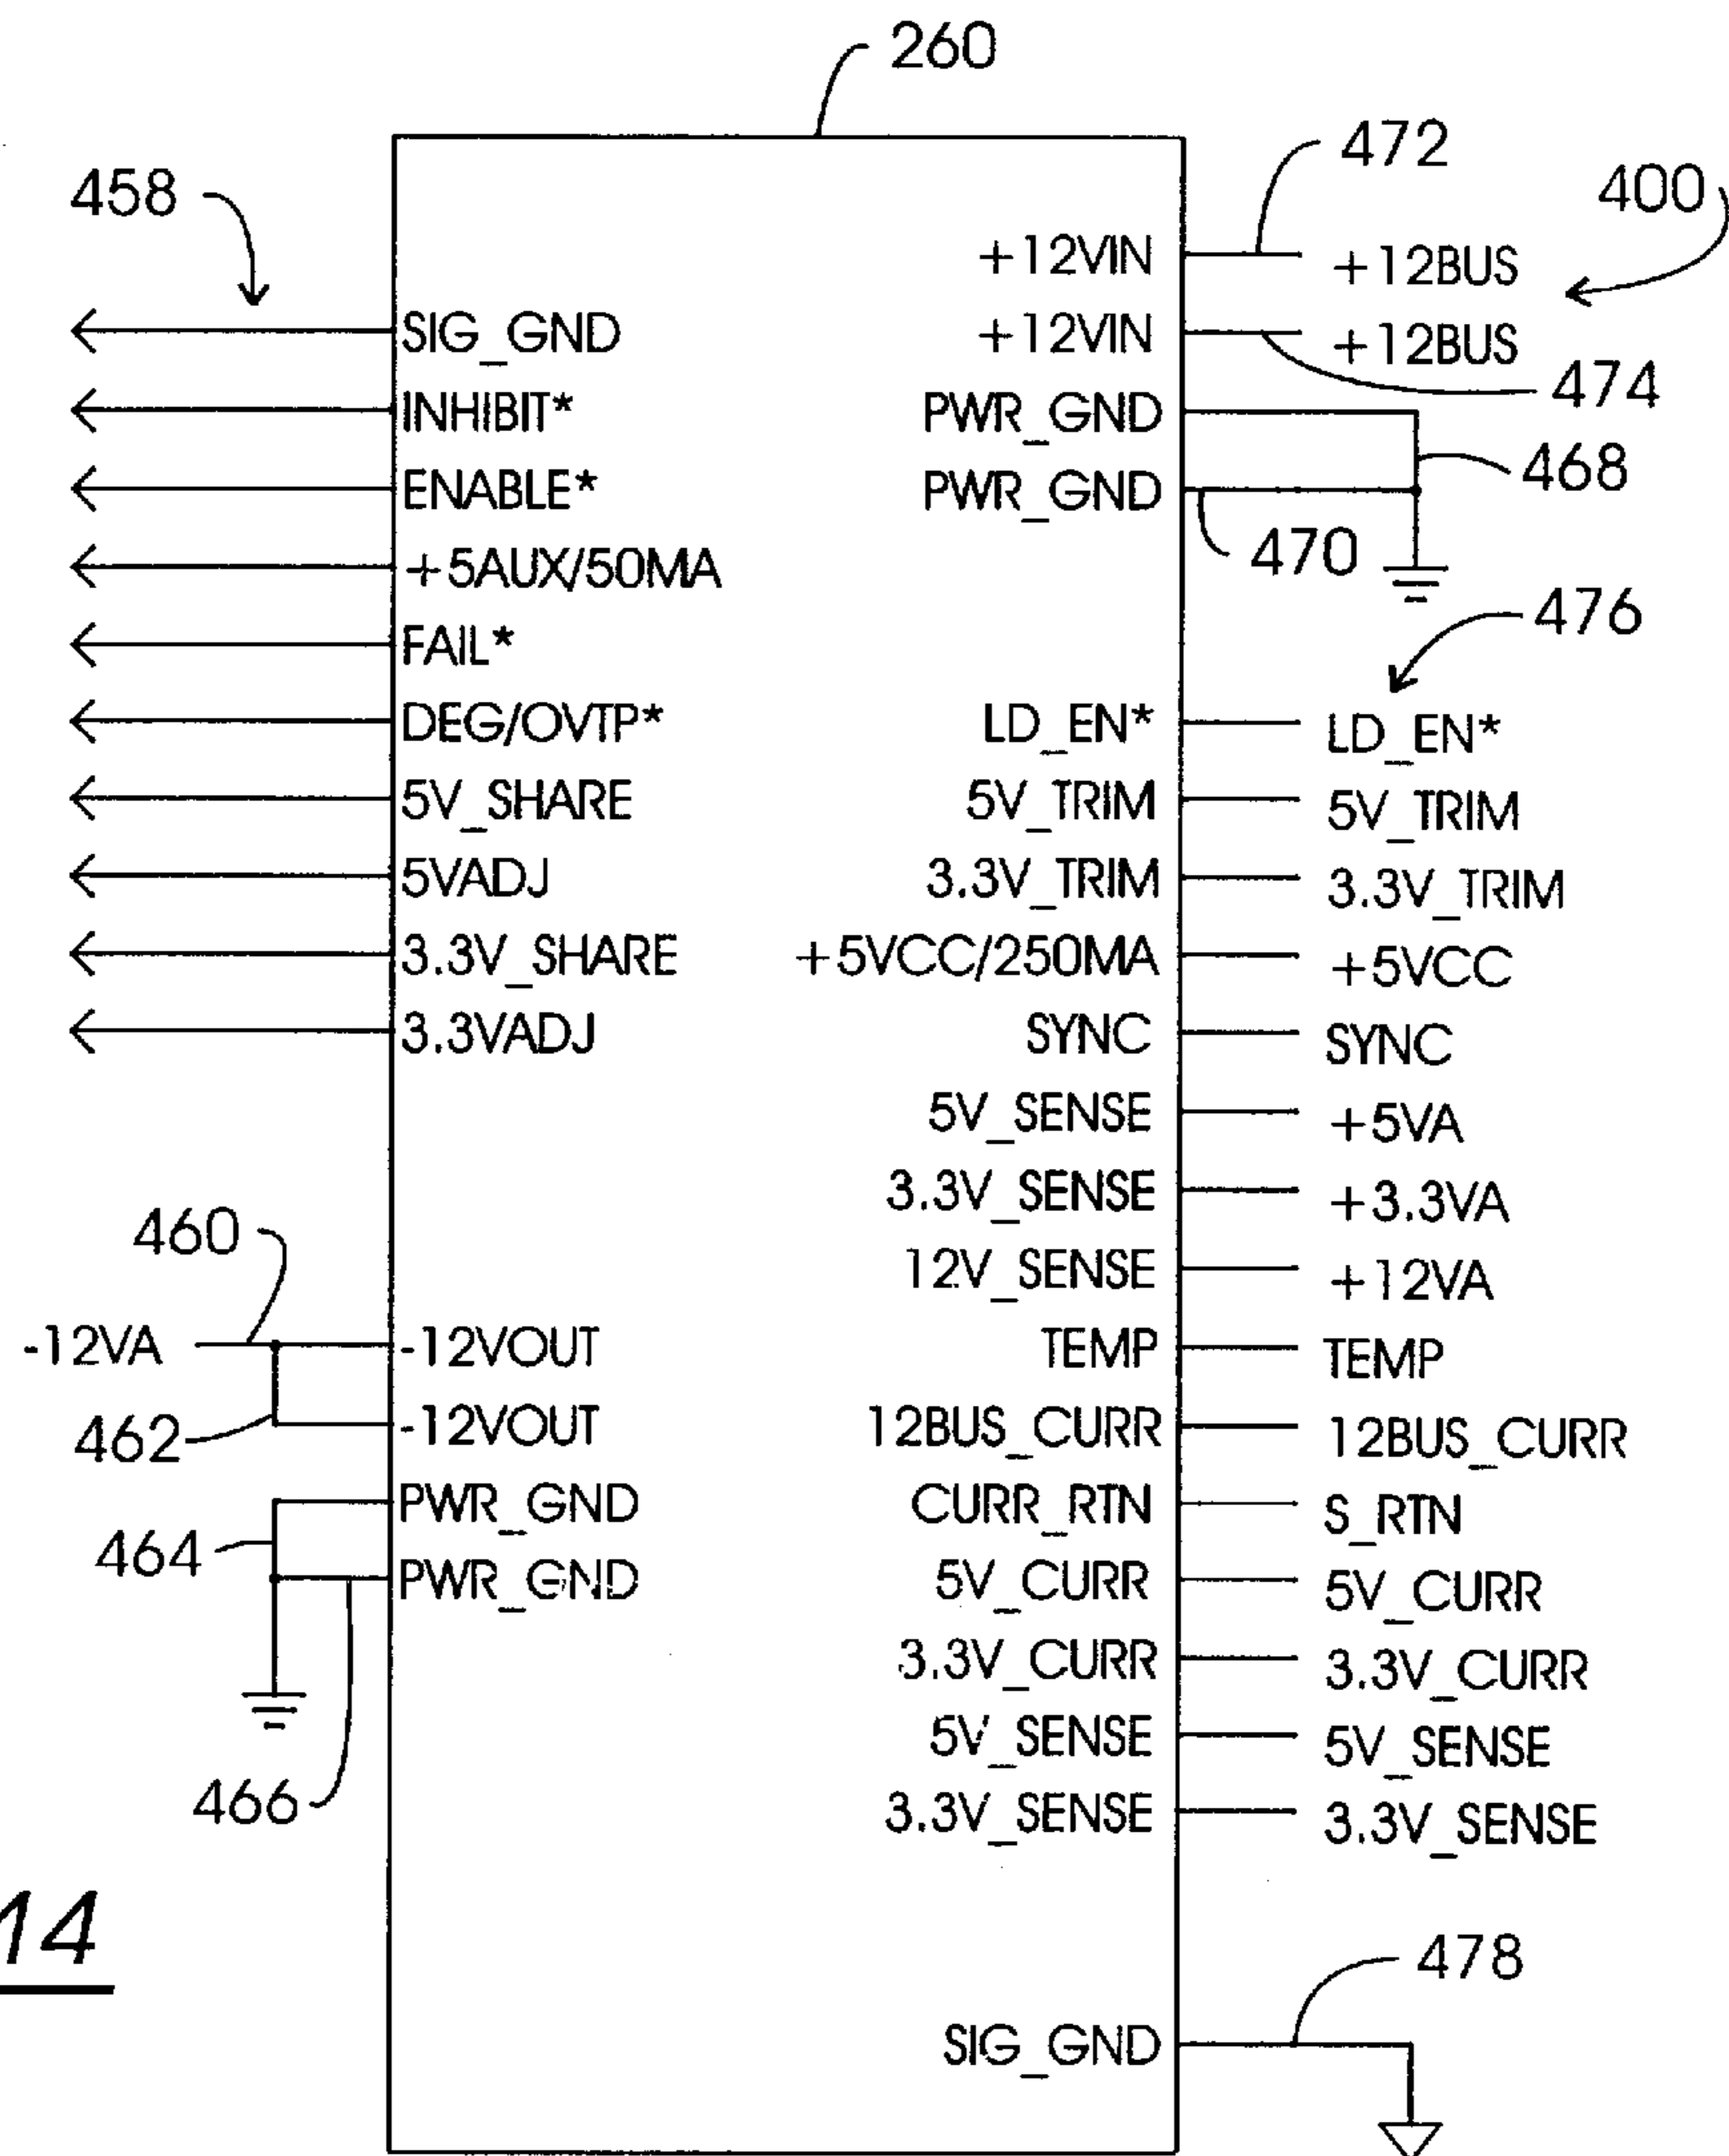 260
472
400
458
+12VIN +12BUS
SIG_GND +12VIN +12BUS
474
INHIBIT* PWR_GND
468
ENABLE* PWR_GND
470
+5AUX/50MA
476
FAIL*
DEG/OVTP* LD_EN* LD_EN*
5V_SHARE 5V_TRIM 5V_TRIM
5VADJ 3.3V_TRIM 3.3V_TRIM
3.3V_SHARE +5VCC/250MA +5VCC
3.3VADJ SYNC SYNC
5V_SENSE +5VA
3.3V_SENSE +3.3VA
460
12V_SENSE +12VA
-12VA -12VOUT TEMP TEMP
462 -12VOUT 12BUS_CURR 12BUS_CURR
PWR_GND CURR_RTN S_RTN
464
PWR_GND 5V_CURR 5V_CURR
3.3V_CURR 3.3V_CURR
5V_SENSE 5V_SENSE
466
3.3V_SENSE 3.3V_SENSE
14
478
SIG_GND